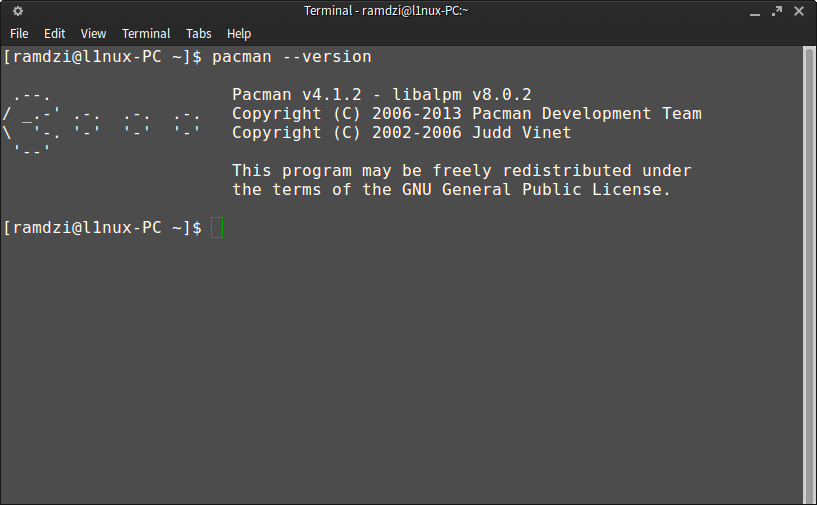 Terminal - ramdzi@l1nux-PC:~
File Edit View Terminal Tabs Help
[ramdzi@l1nux-PC ~]$ pacman --version
 .--.                  Pacman v4.1.2 - libalpm v8.0.2
/ _.-' .-.  .-.  .-.   Copyright (C) 2006-2013 Pacman Development Team
\  '-. '-'  '-'  '-'   Copyright (C) 2002-2006 Judd Vinet
 '--'
                       This program may be freely redistributed under
                       the terms of the GNU General Public License.
[ramdzi@l1nux-PC ~]$